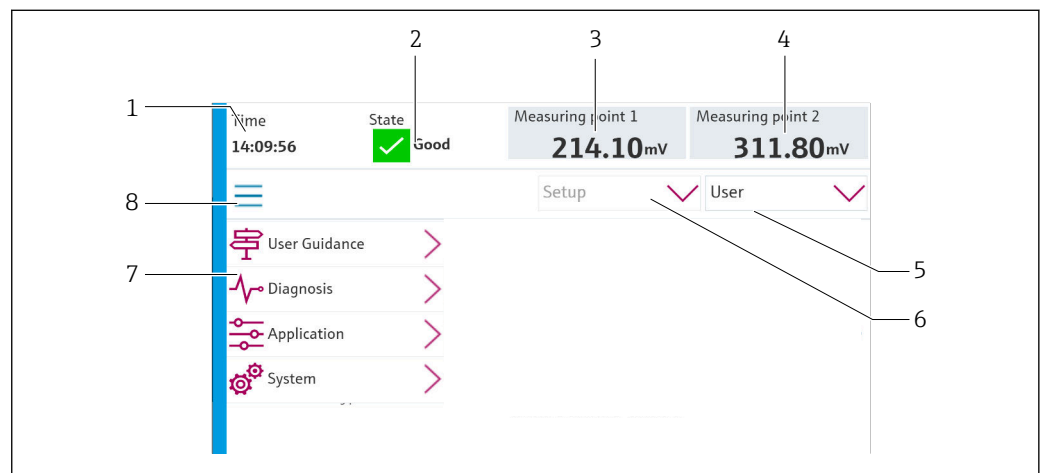 2 3 4
1
Time State Measuring point 1 Measuring point 2
14:09:56 Good 214.10mV 311.80mV
8 Setup User
User Guidance
7 Diagnosis 5
Application 6
System